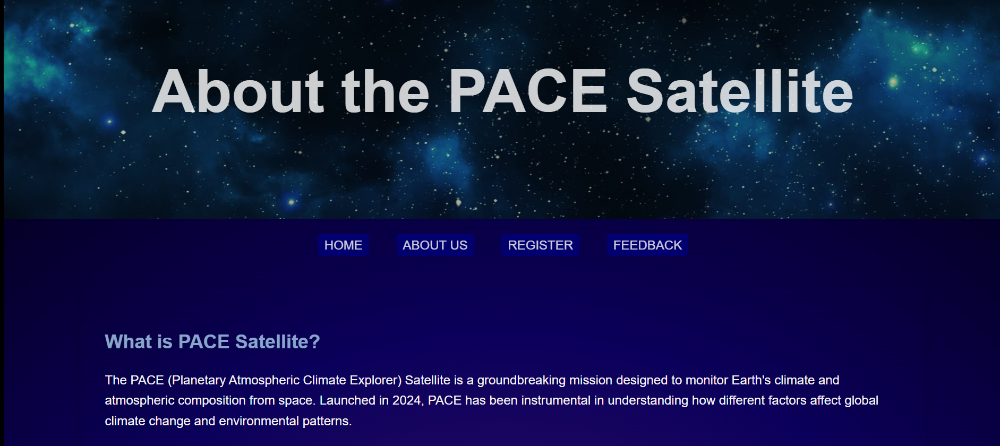 About the PACE Satellite
HOME ABOUT US REGISTER FEEDBACK
What is PACE Satellite?
The PACE (Planetary Atmospheric Climate Explorer) Satellite is a groundbreaking mission designed to monitor Earth's climate and
atmospheric composition from space. Launched in 2024, PACE has been instrumental in understanding how different factors affect global
climate change and environmental patterns.